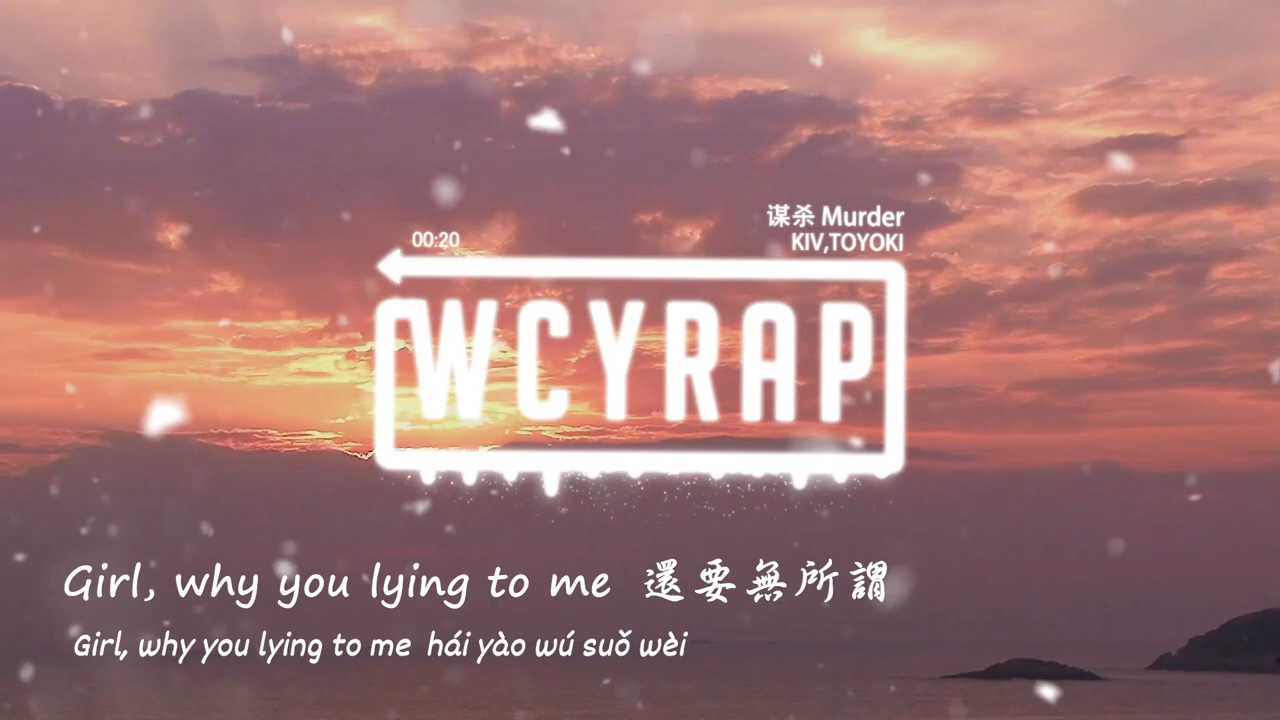 谋杀 Murder
00:20
KIV,TOYOKI
WCYRAP
Girl, why you lying to me 還要無所謂
Girl, why you lying to me hái yào wú suǒ wèi